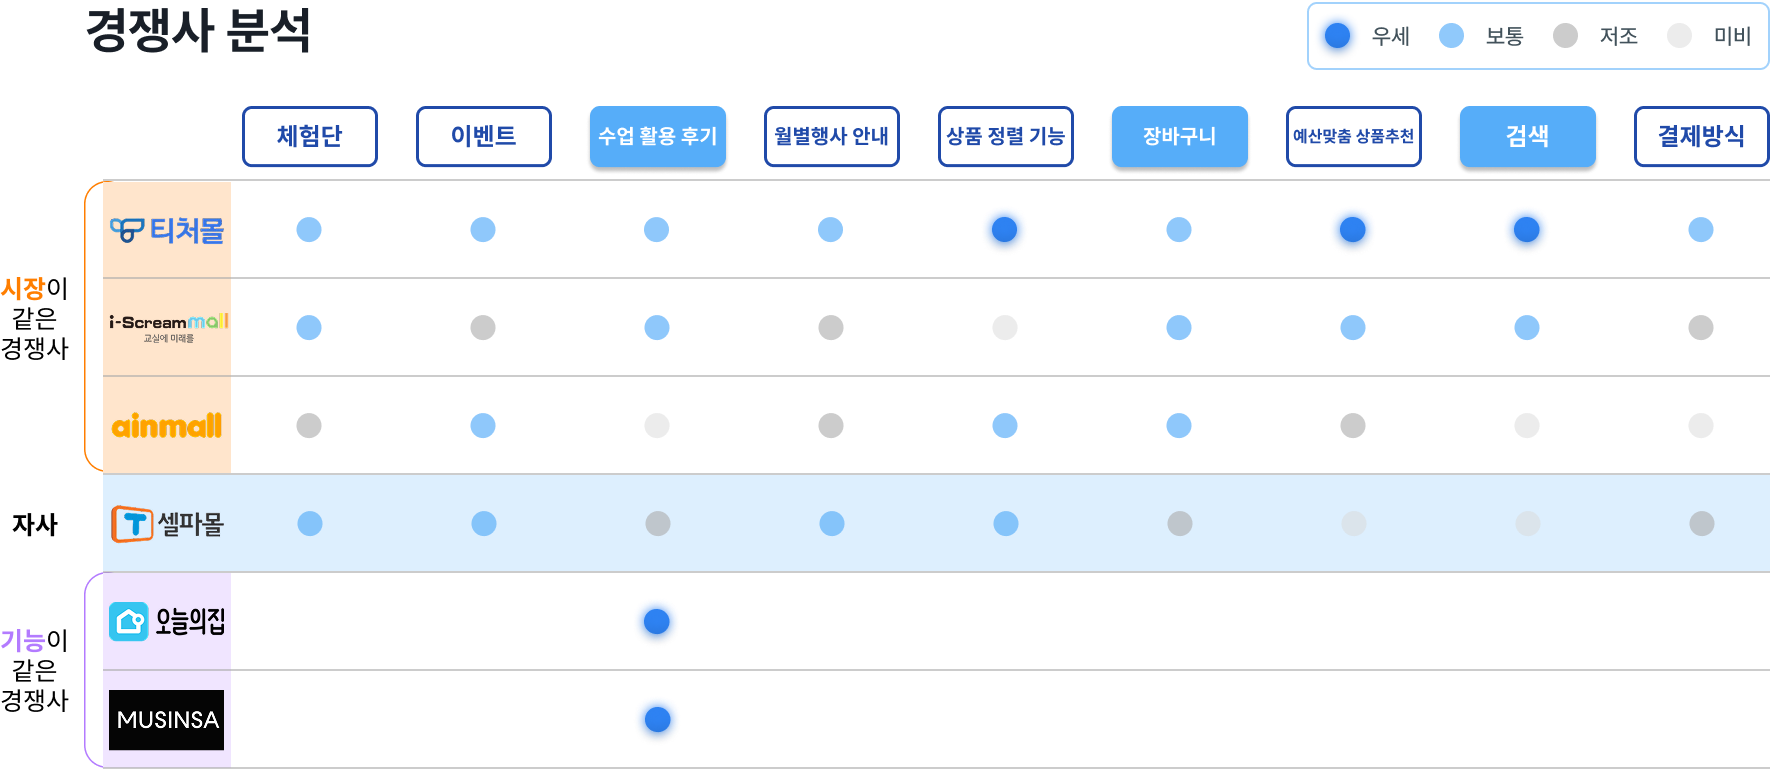 경쟁사 분석
우세 보통 저조 미비
체험단 이벤트 수업 활용 후기 월별행사 안내 상품 정렬 기능 장바구니 예산맞춤 상품추천 검색 결제방식
시장이
같은
경쟁사
티처몰
i-Scream mall
교실에 미래를
ainmall
자사
T 셀파몰
기능이
같은
경쟁사
오늘의집
MUSINSA